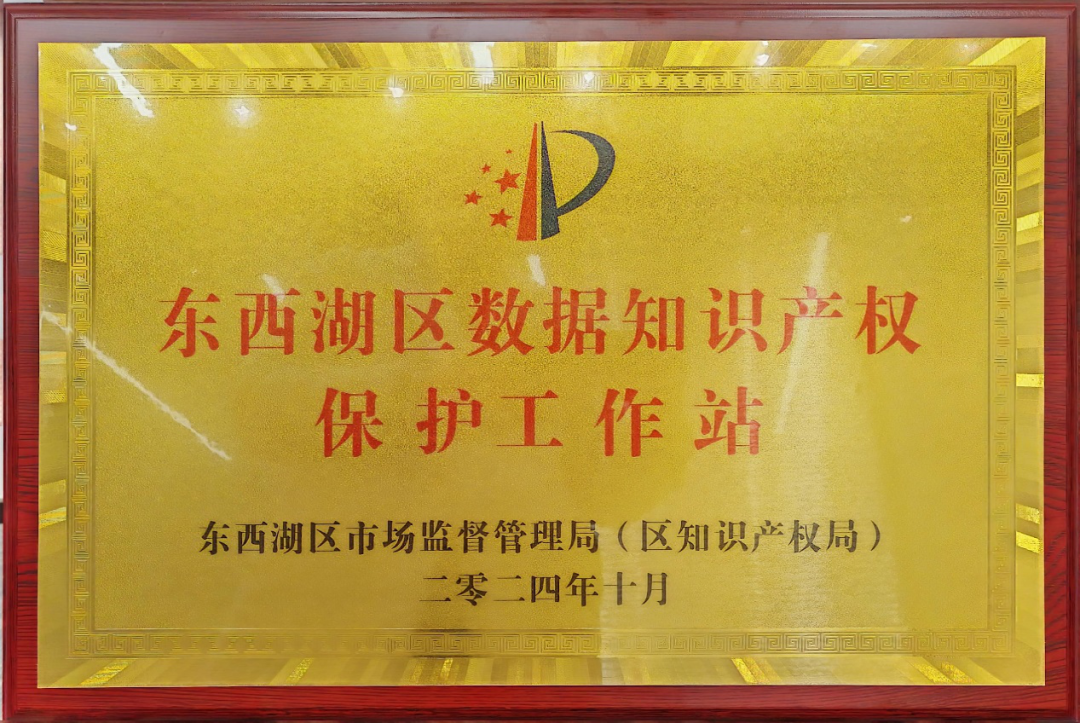 东西湖区数据知识产权
保护工作站
东西湖区市场监督管理局（区知识产权局）
二零二四年十月